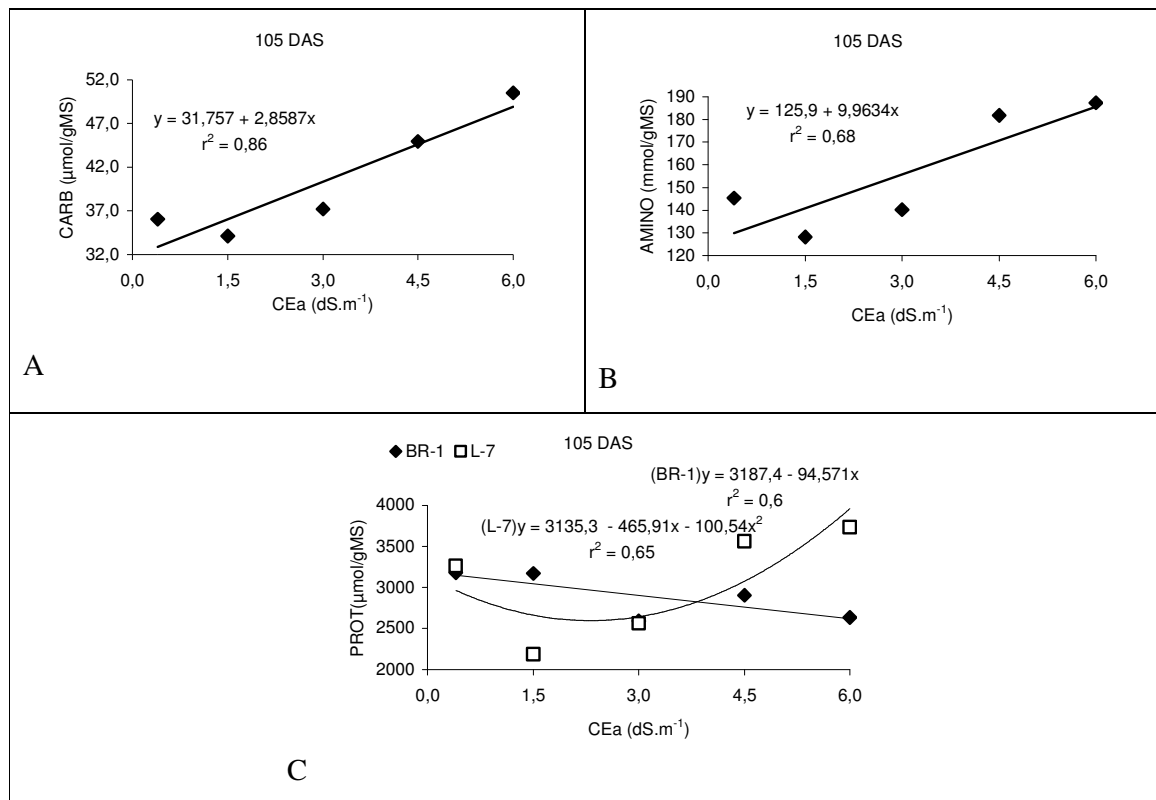 105 DAS
52,0
47,0
42,0
37,0
32,0
CARB (µmol/gMS)
y = 31,757 + 2,8587x
r² = 0,86
0,0 1,5 3,0 4,5 6,0
CEa (dS.m⁻¹)
A
105 DAS
190
180
170
160
150
140
130
120
AMINO (mmol/gMS)
y = 125,9 + 9,9634x
r² = 0,68
0,0 1,5 3,0 4,5 6,0
CEa (dS.m⁻¹)
B
BR-1 L-7 105 DAS
(BR-1)y = 3187,4 - 94,571x
r² = 0,6
(L-7)y = 3135,3 - 465,91x - 100,54x²
r² = 0,65
4000
3500
3000
2500
2000
PROT(µmol/gMS)
0,0 1,5 3,0 4,5 6,0
CEa (dS.m⁻¹)
C